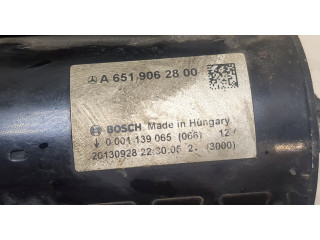 A 651 906 28 00
BOSCH Made in Hungary
0 001 139 065 (066) 12
20130928 22:30:06 2 (3000)